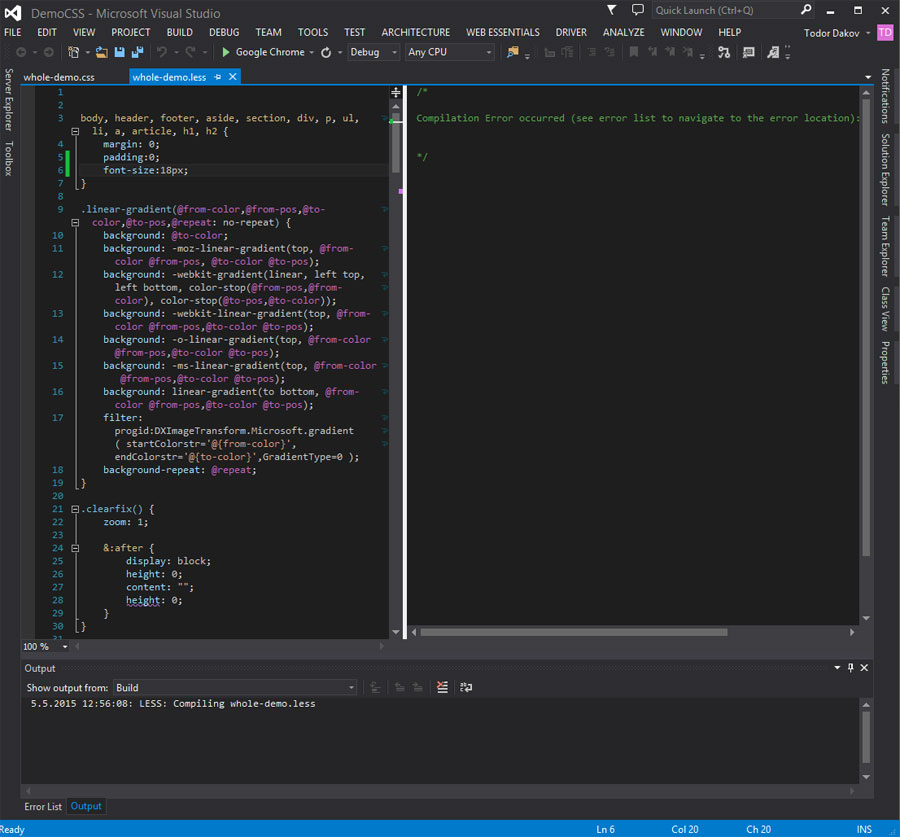 DemoCSS - Microsoft Visual Studio
Quick Launch (Ctrl+Q)
FILE EDIT VIEW PROJECT BUILD DEBUG TEAM TOOLS TEST ARCHITECTURE WEB ESSENTIALS DRIVER ANALYZE WINDOW HELP
Todor Dakov TD
Google Chrome Debug Any CPU
Server Explorer
Toolbox
whole-demo.css whole-demo.less
1
2
3 body, header, footer, aside, section, div, p, ul,
li, a, article, h1, h2 {
4 margin: 0;
5 padding:0;
6 font-size:18px;
7 }
8
9 .linear-gradient(@from-color,@from-pos,@to-
color,@to-pos,@repeat: no-repeat) {
10 background: @to-color;
11 background: -moz-linear-gradient(top, @from-
color @from-pos, @to-color @to-pos);
12 background: -webkit-gradient(linear, left top,
left bottom, color-stop(@from-pos,@from-
color), color-stop(@to-pos,@to-color));
13 background: -webkit-linear-gradient(top, @from-
color @from-pos,@to-color @to-pos);
14 background: -o-linear-gradient(top, @from-color
@from-pos,@to-color @to-pos);
15 background: -ms-linear-gradient(top, @from-color
@from-pos,@to-color @to-pos);
16 background: linear-gradient(to bottom, @from-
color @from-pos,@to-color @to-pos);
17 filter:
progid:DXImageTransform.Microsoft.gradient
( startColorstr='@{from-color}',
endColorstr='@{to-color}',GradientType=0 );
18 background-repeat: @repeat;
19 }
20
21 .clearfix() {
22 zoom: 1;
23
24 &:after {
25 display: block;
26 height: 0;
27 content: "";
28 height: 0;
29 }
30 }
31
/*
Compilation Error occurred (see error list to navigate to the error location):
*/
Notifications
Solution Explorer
Team Explorer
Class View
Properties
100 %
Output
Show output from: Build
5.5.2015 12:56:08: LESS: Compiling whole-demo.less
Error List Output
Ready Ln 6 Col 20 Ch 20 INS